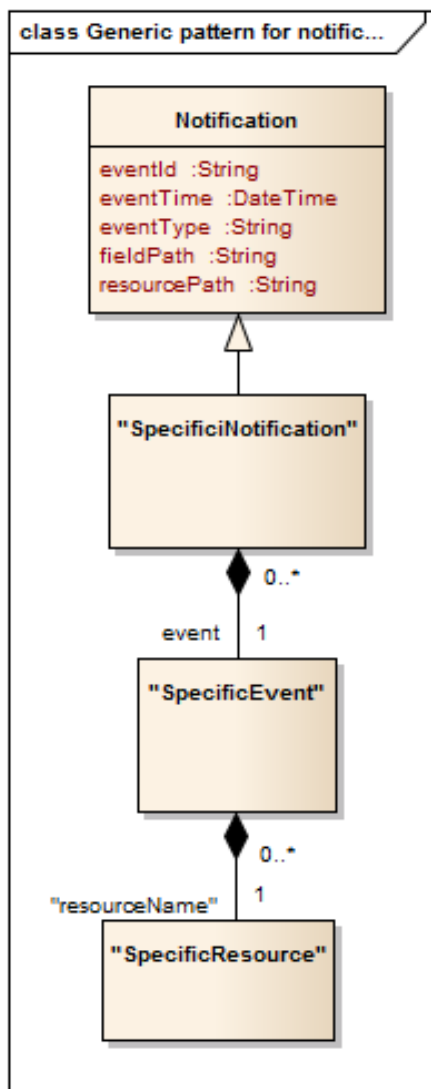 class Generic pattern for notific...
Notification
eventId :String
eventTime :DateTime
eventType :String
fieldPath :String
resourcePath :String
"SpecificiNotification"
0..*
event 1
"SpecificEvent"
0..*
"resourceName" 1
"SpecificResource"